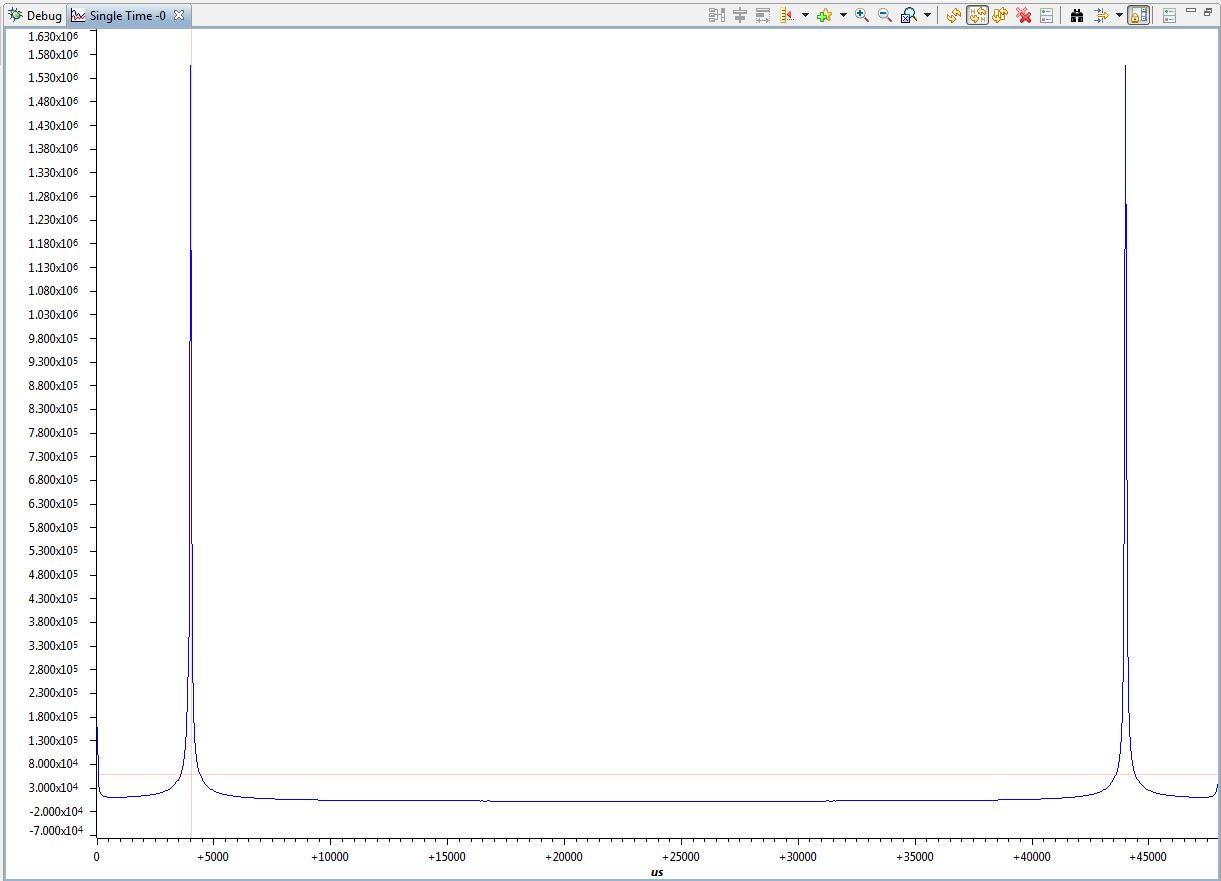 Debug Single Time -0
1.630x10⁶
1.580x10⁶
1.530x10⁶
1.480x10⁶
1.430x10⁶
1.380x10⁶
1.330x10⁶
1.280x10⁶
1.230x10⁶
1.180x10⁶
1.130x10⁶
1.080x10⁶
1.030x10⁶
9.800x10⁵
9.300x10⁵
8.800x10⁵
8.300x10⁵
7.800x10⁵
7.300x10⁵
6.800x10⁵
6.300x10⁵
5.800x10⁵
5.300x10⁵
4.800x10⁵
4.300x10⁵
3.800x10⁵
3.300x10⁵
2.800x10⁵
2.300x10⁵
1.800x10⁵
1.300x10⁵
8.000x10⁴
3.000x10⁴
-2.000x10⁴
-7.000x10⁴
0 +5000 +10000 +15000 +20000 +25000 +30000 +35000 +40000 +45000
us